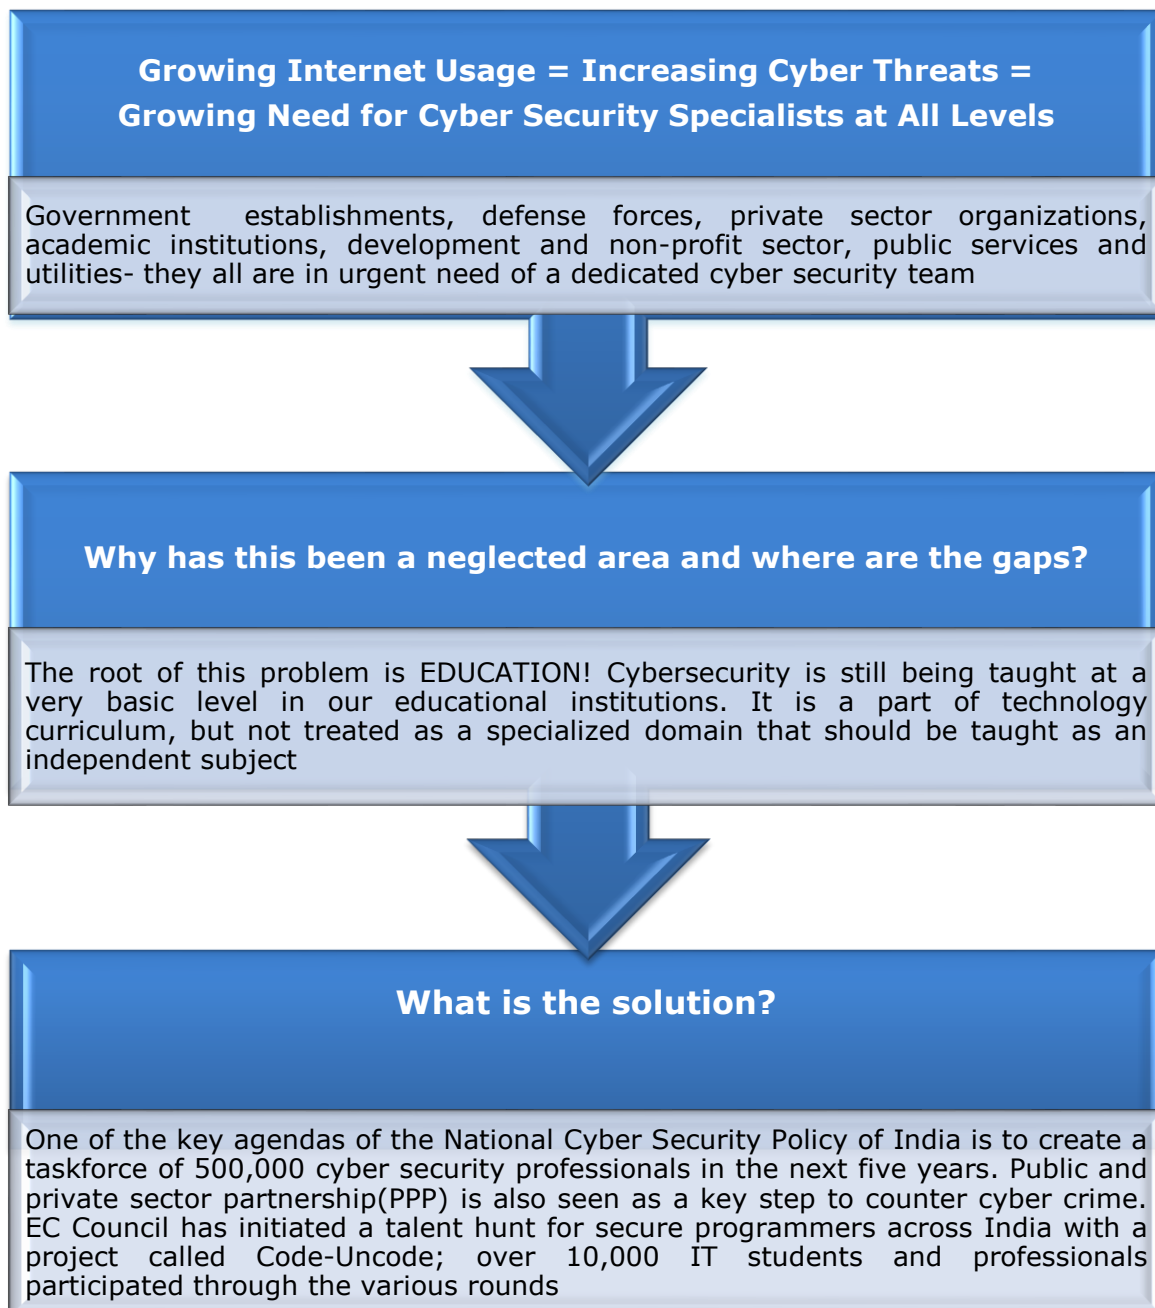 Growing Internet Usage = Increasing Cyber Threats =
Growing Need for Cyber Security Specialists at All Levels
Government establishments, defense forces, private sector organizations,
academic institutions, development and non-profit sector, public services and
utilities- they all are in urgent need of a dedicated cyber security team
Why has this been a neglected area and where are the gaps?
The root of this problem is EDUCATION! Cybersecurity is still being taught at a
very basic level in our educational institutions. It is a part of technology
curriculum, but not treated as a specialized domain that should be taught as an
independent subject
What is the solution?
One of the key agendas of the National Cyber Security Policy of India is to create a
taskforce of 500,000 cyber security professionals in the next five years. Public and
private sector partnership(PPP) is also seen as a key step to counter cyber crime.
EC Council has initiated a talent hunt for secure programmers across India with a
project called Code-Uncode; over 10,000 IT students and professionals
participated through the various rounds